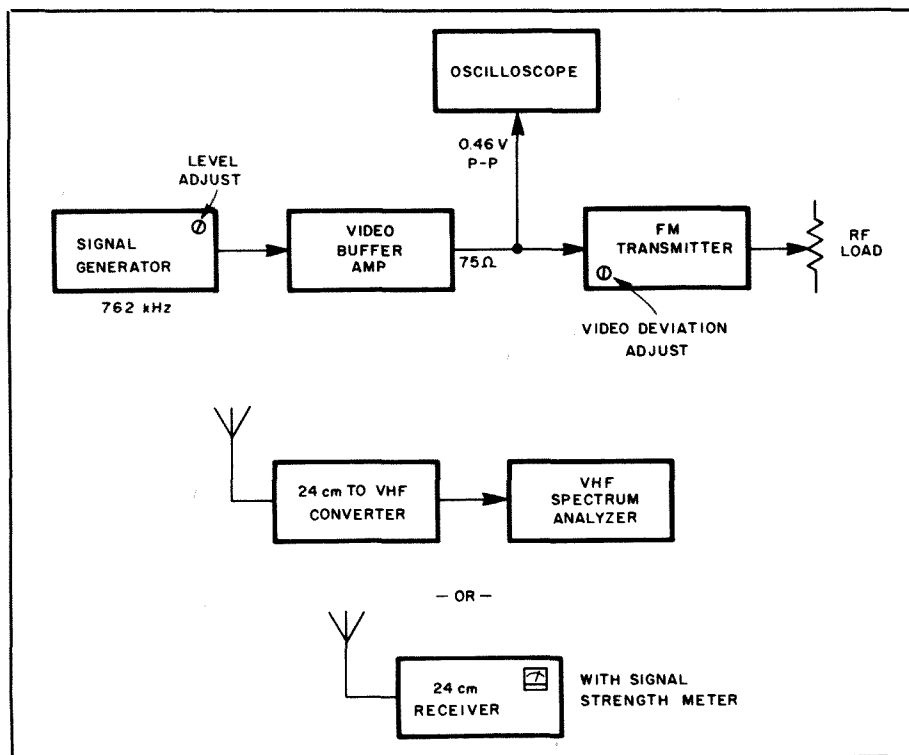 OSCILLOSCOPE
0.46 V
P-P
LEVEL
ADJUST
SIGNAL
GENERATOR
762 kHz
VIDEO
BUFFER
AMP
75Ω
FM
TRANSMITTER
RF
LOAD
VIDEO DEVIATION
ADJUST
24 cm TO VHF
CONVERTER
VHF
SPECTRUM
ANALYZER
— OR —
24 cm
RECEIVER
WITH SIGNAL
STRENGTH METER